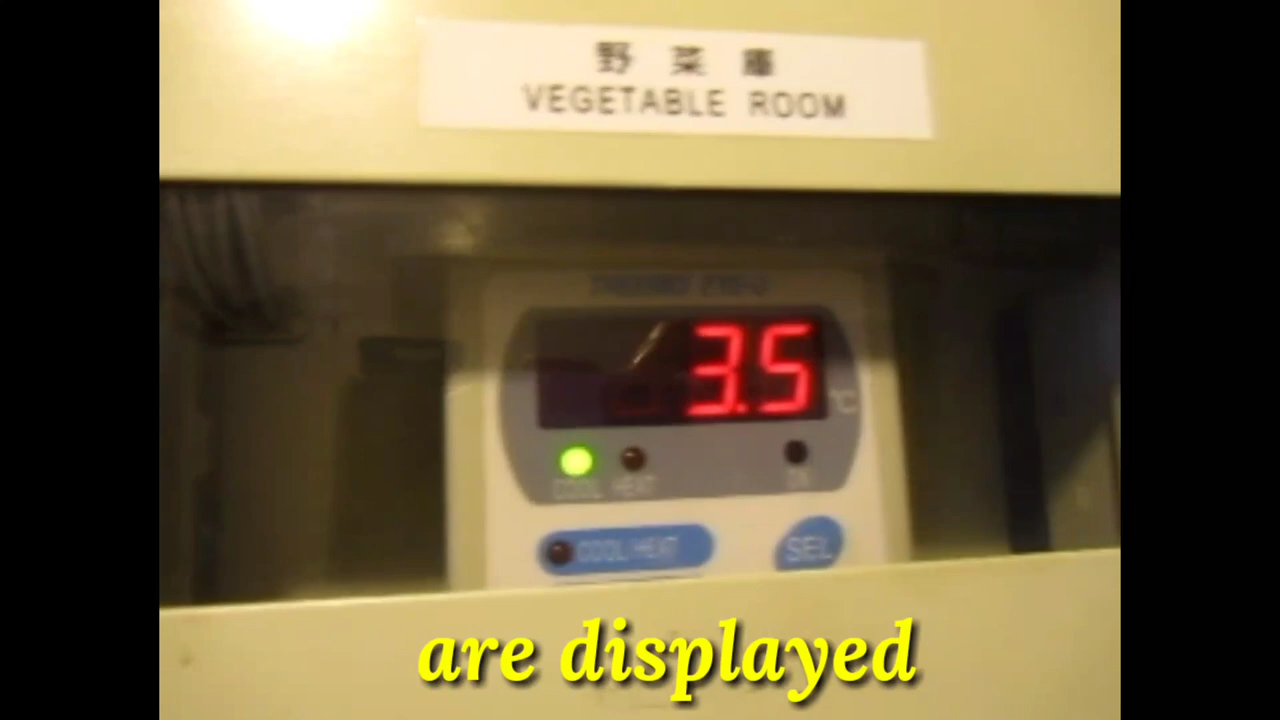 野菜庫
VEGETABLE ROOM
3.5
°C
COOL HEAT
COOL HEAT
SEL
are displayed